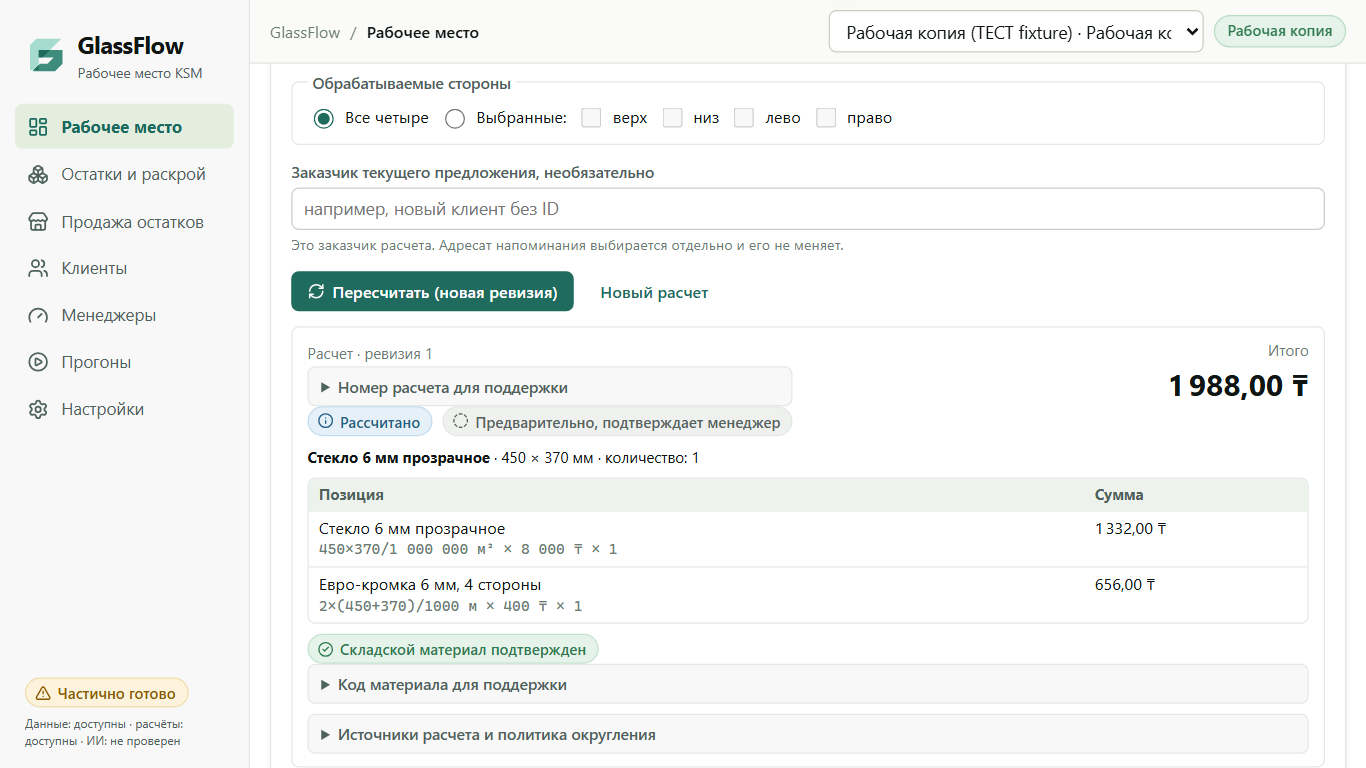 GlassFlow
Рабочее место KSM
Рабочее место
Остатки и раскрой
Продажа остатков
Клиенты
Менеджеры
Прогоны
Настройки
Частично готово
Данные: доступны · расчёты:
доступны · ИИ: не проверен
GlassFlow / Рабочее место
Рабочая копия (ТЕСТ fixture) · Рабочая кс
Рабочая копия
Обрабатываемые стороны
Все четыре Выбранные: верх низ лево право
Заказчик текущего предложения, необязательно
например, новый клиент без ID
Это заказчик расчета. Адресат напоминания выбирается отдельно и его не меняет.
Пересчитать (новая ревизия) Новый расчет
Расчет · ревизия 1
Итого
Номер расчета для поддержки
1 988,00 ₸
Рассчитано Предварительно, подтверждает менеджер
Стекло 6 мм прозрачное · 450 × 370 мм · количество: 1
Позиция Сумма
Стекло 6 мм прозрачное 1 332,00 ₸
450×370/1 000 000 м² × 8 000 ₸ × 1
Евро-кромка 6 мм, 4 стороны 656,00 ₸
2×(450+370)/1000 м × 400 ₸ × 1
Складской материал подтвержден
Код материала для поддержки
Источники расчета и политика округления